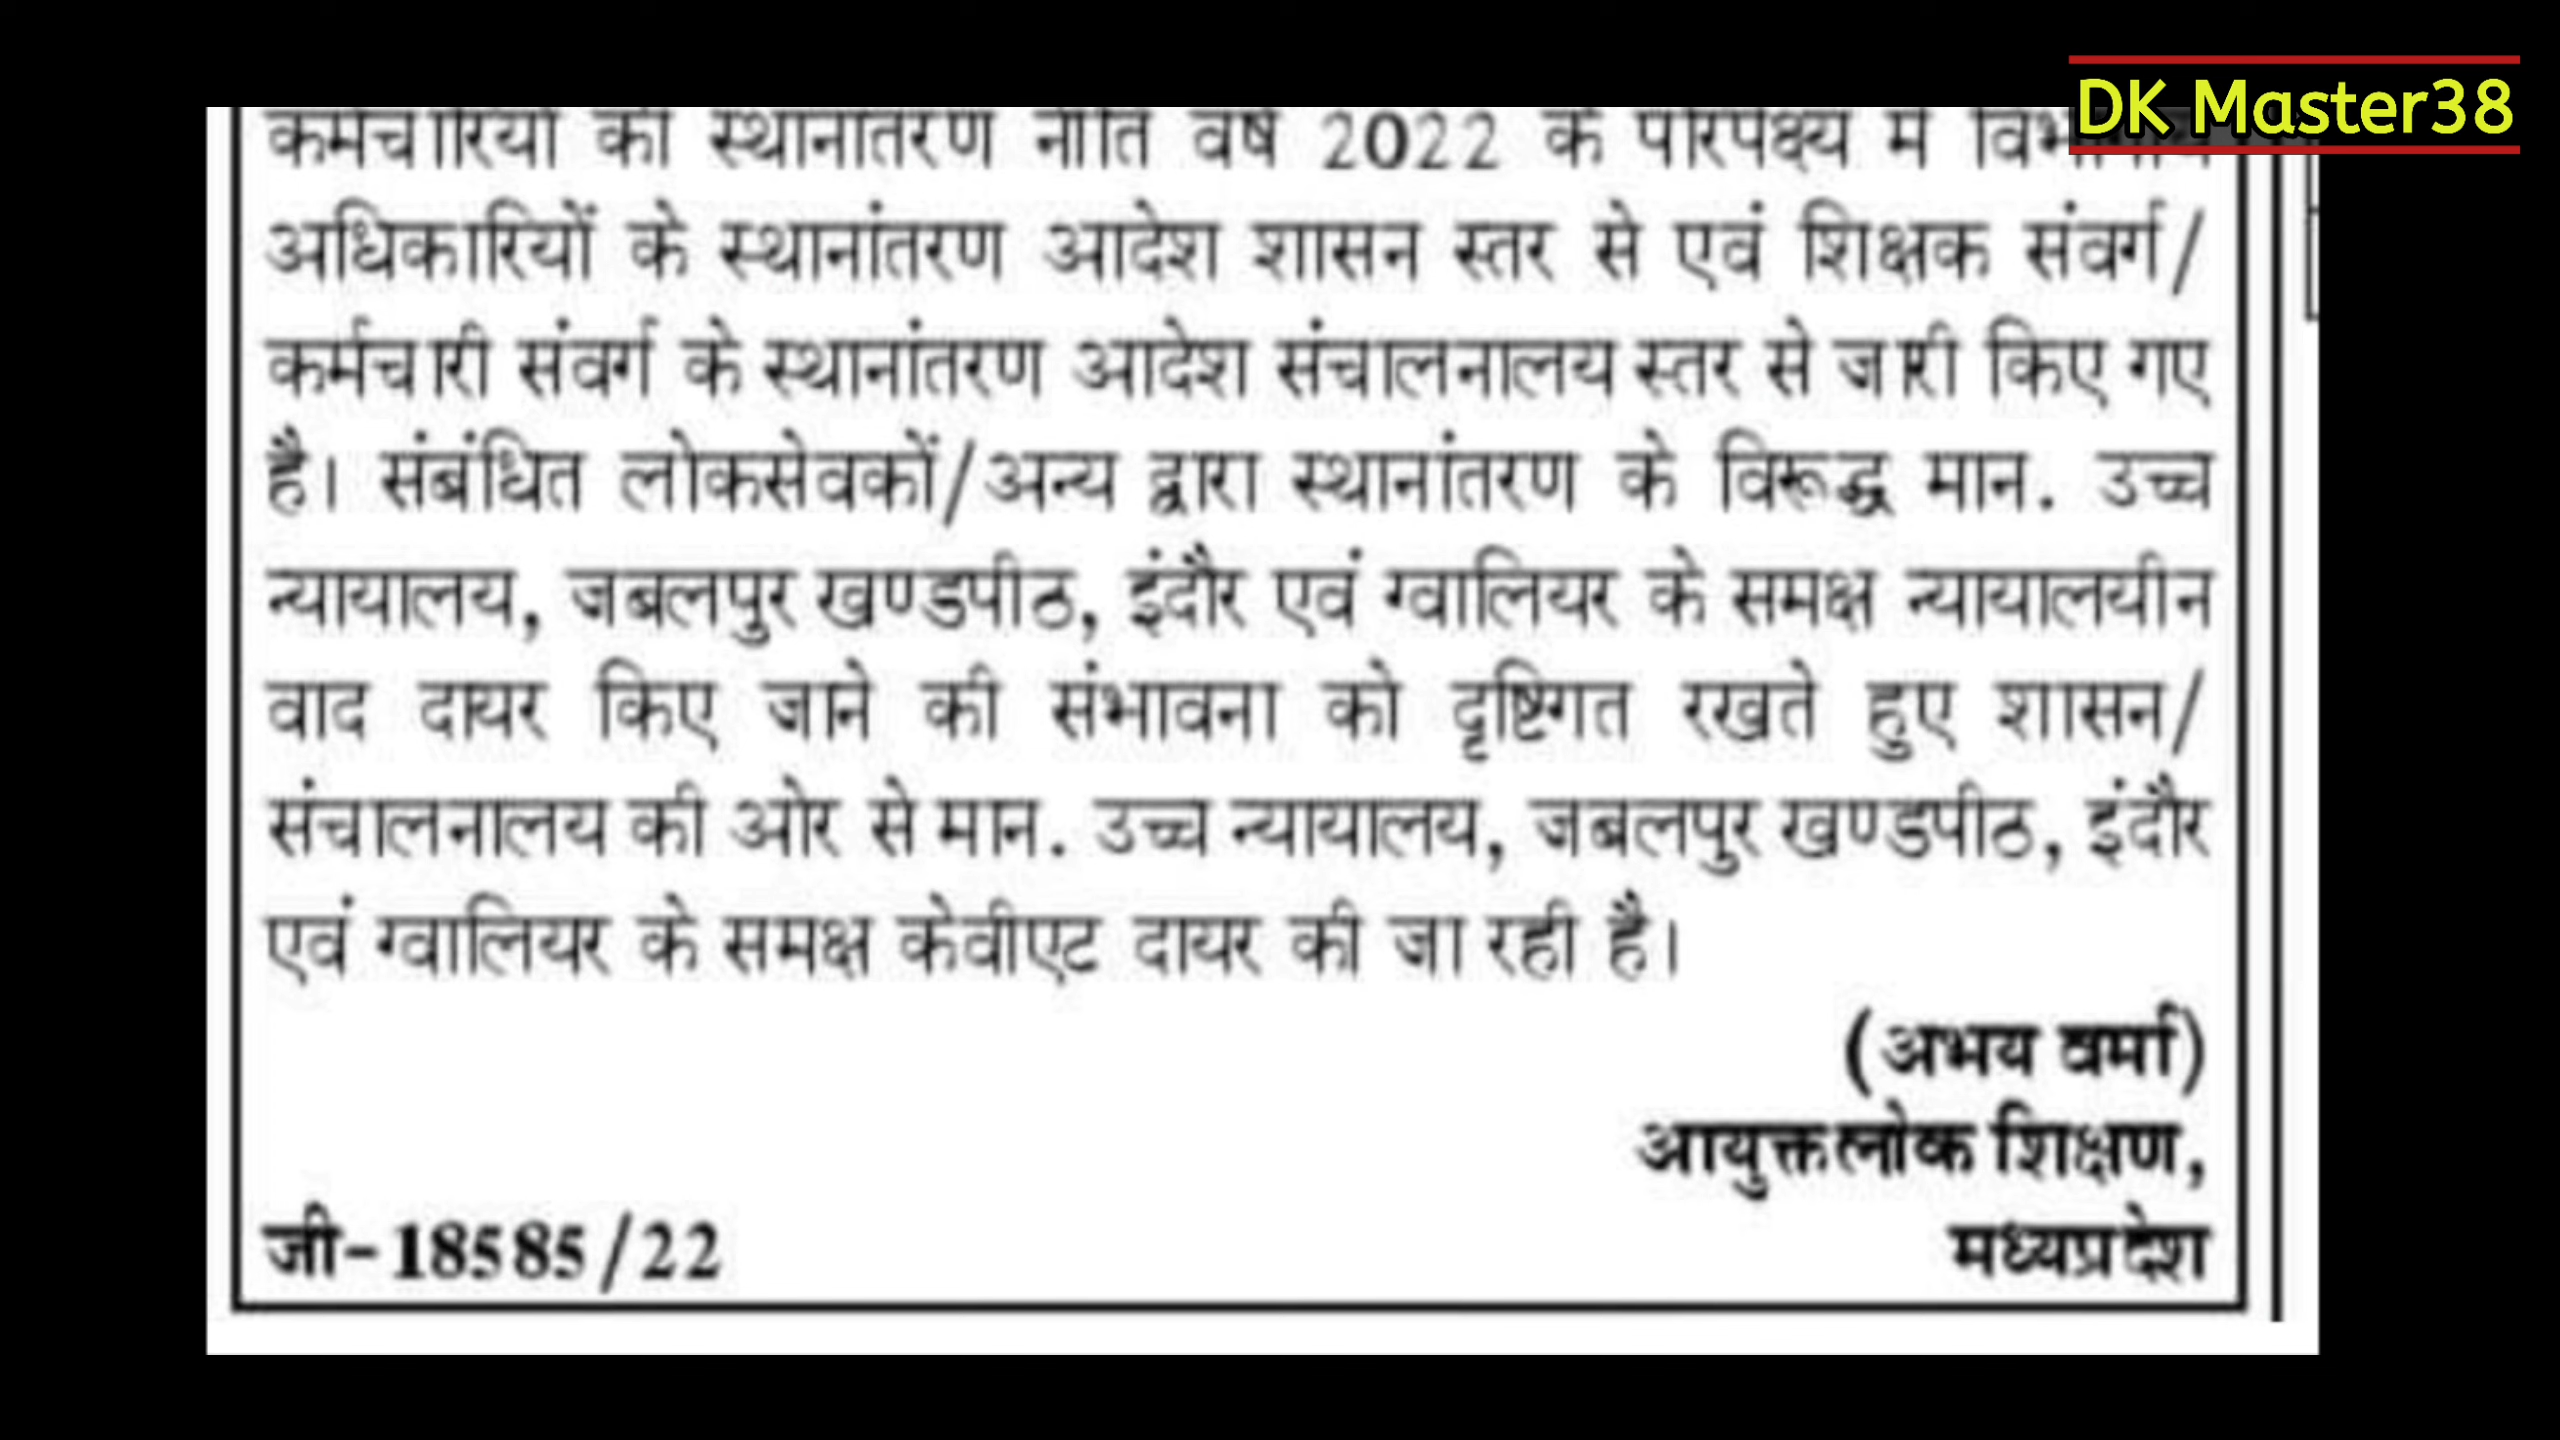 DK Master38
कर्मचारियों की स्थानांतरण नीति वर्ष 2022 के परिपेक्ष्य में
अधिकारियों के स्थानांतरण आदेश शासन स्तर से एवं शिक्षक संवर्ग/
कर्मचारी संवर्ग के स्थानांतरण आदेश संचालनालय स्तर से जारी किए गए
है। संबंधित लोकसेवकों/अन्य द्वारा स्थानांतरण के विरूद्ध मान. उच्च
न्यायालय, जबलपुर खण्डपीठ, इंदौर एवं ग्वालियर के समक्ष न्यायालयीन
वाद दायर किए जाने की संभावना को दृष्टिगत रखते हुए शासन/
संचालनालय की ओर से मान. उच्च न्यायालय, जबलपुर खण्डपीठ, इंदौर
एवं ग्वालियर के समक्ष केवीएट दायर की जा रही है।
(अभय वर्मा)
आयुक्त लोक शिक्षण,
जी-18585/22 मध्यप्रदेश